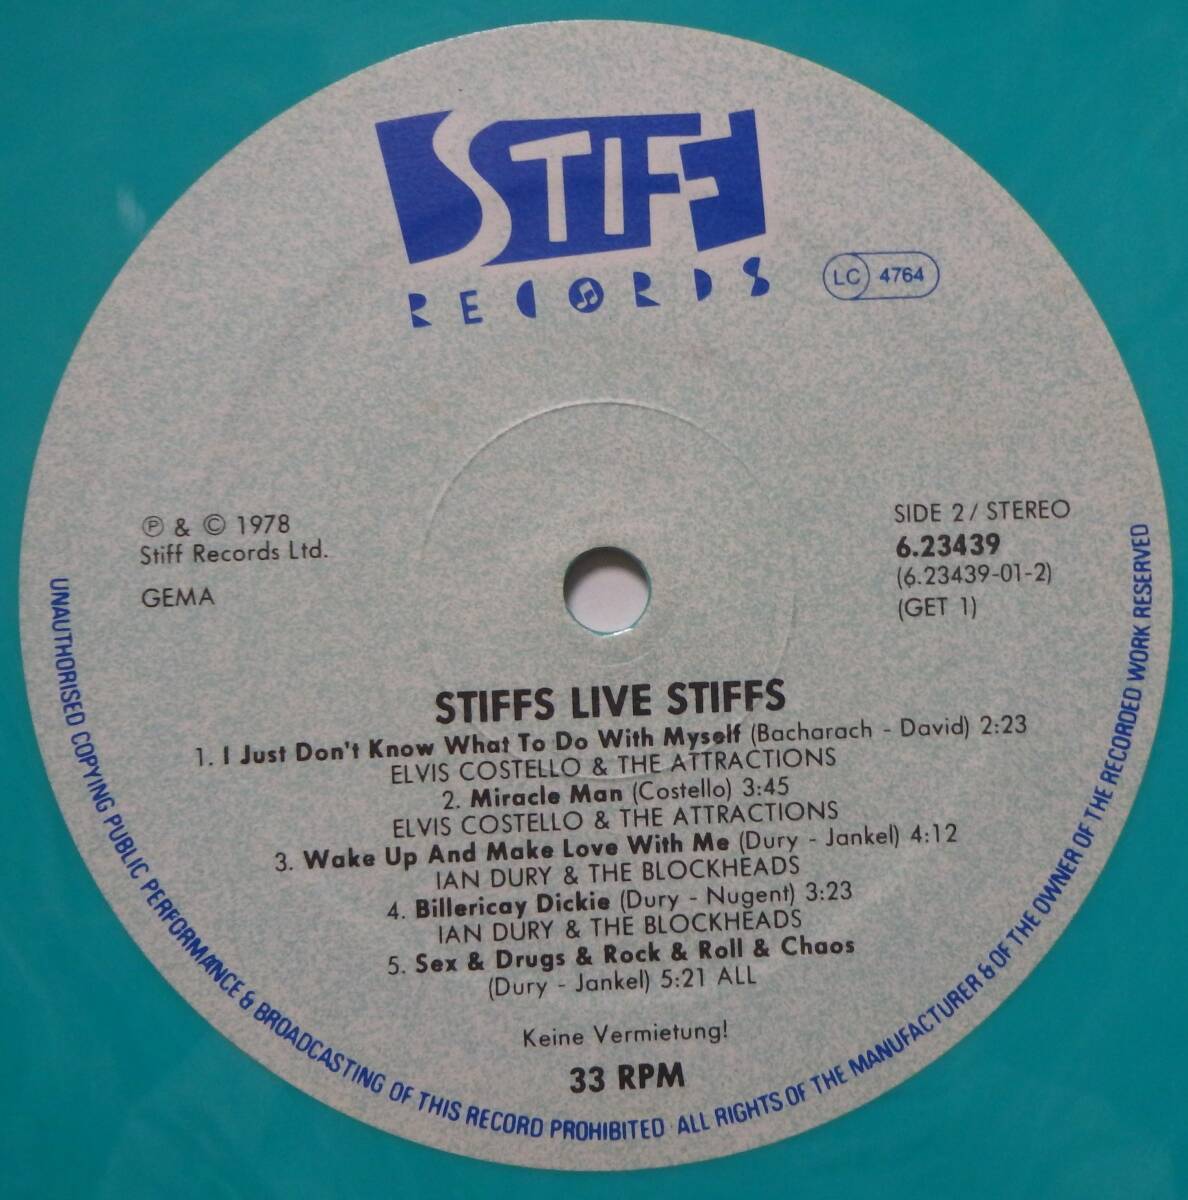 STIFF
RECORDS
LC 4764
℗ & © 1978
Stiff Records Ltd.
GEMA
SIDE 2 / STEREO
6.23439
(6.23439-01-2)
(GET 1)
STIFFS LIVE STIFFS
1. I Just Don't Know What To Do With Myself (Bacharach - David) 2:23
ELVIS COSTELLO & THE ATTRACTIONS
2. Miracle Man (Costello) 3:45
ELVIS COSTELLO & THE ATTRACTIONS
3. Wake Up And Make Love With Me (Dury - Jankel) 4:12
IAN DURY & THE BLOCKHEADS
4. Billericay Dickie (Dury - Nugent) 3:23
IAN DURY & THE BLOCKHEADS
5. Sex & Drugs & Rock & Roll & Chaos
(Dury - Jankel) 5:21 ALL
Keine Vermietung!
33 RPM
UNAUTHORISED COPYING PUBLIC PERFORMANCE & BROADCASTING OF THIS RECORD PROHIBITED · ALL RIGHTS OF THE MANUFACTURER & OF THE OWNER OF THE RECORDED WORK RESERVED